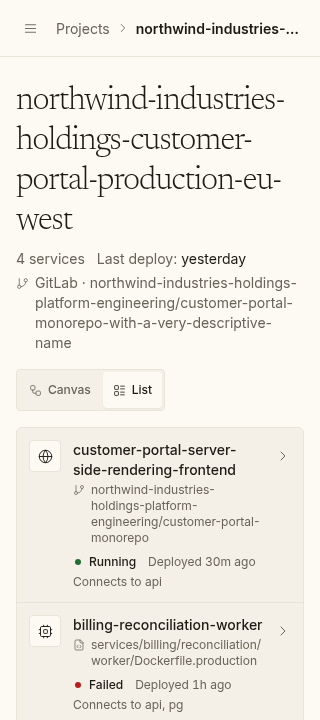 Projects > northwind-industries-...
northwind-industries-
holdings-customer-
portal-production-eu-
west
4 services Last deploy: yesterday
GitLab · northwind-industries-holdings-
platform-engineering/customer-portal-
monorepo-with-a-very-descriptive-
name
Canvas List
customer-portal-server-
side-rendering-frontend
northwind-industries-
holdings-platform-
engineering/customer-portal-
monorepo
Running Deployed 30m ago
Connects to api
billing-reconciliation-worker
services/billing/reconciliation/
worker/Dockerfile.production
Failed Deployed 1h ago
Connects to api, pg